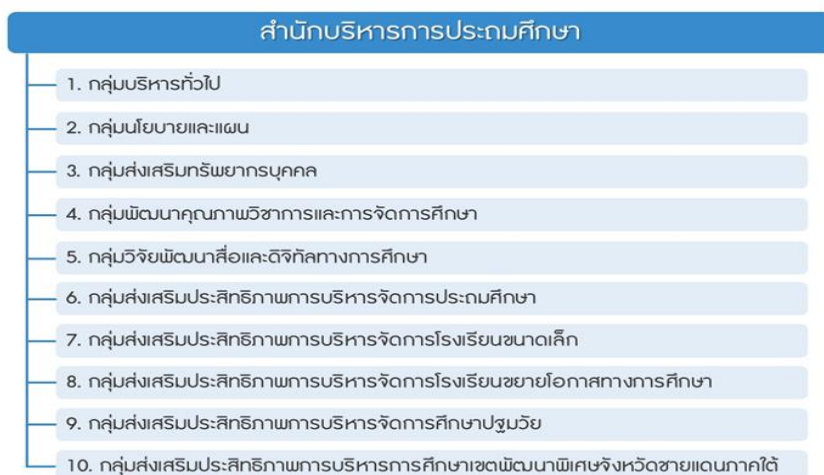 สำนักบริหารการประถมศึกษา
1. กลุ่มบริหารทั่วไป
2. กลุ่มนโยบายและแผน
3. กลุ่มส่งเสริมทรัพยากรบุคคล
4. กลุ่มพัฒนาคุณภาพวิชาการและการจัดการศึกษา
5. กลุ่มวิจัยพัฒนาสื่อและดิจิทัลทางการศึกษา
6. กลุ่มส่งเสริมประสิทธิภาพการบริหารจัดการประถมศึกษา
7. กลุ่มส่งเสริมประสิทธิภาพการบริหารจัดการโรงเรียนขนาดเล็ก
8. กลุ่มส่งเสริมประสิทธิภาพการบริหารจัดการโรงเรียนขยายโอกาสทางการศึกษา
9. กลุ่มส่งเสริมประสิทธิภาพการบริหารจัดการศึกษาปฐมวัย
10. กลุ่มส่งเสริมประสิทธิภาพการบริหารการศึกษาเขตพัฒนาพิเศษจังหวัดชายแดนภาคใต้